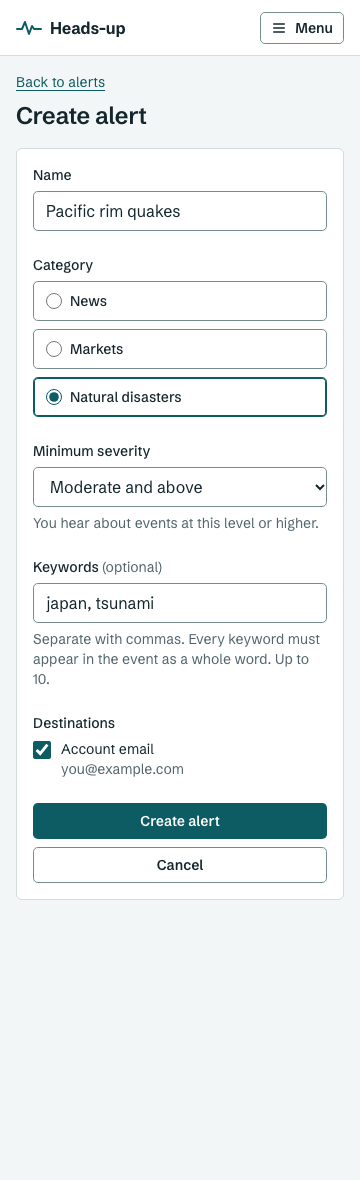 Heads-up
Menu
Back to alerts
Create alert
Name
Pacific rim quakes
Category
News
Markets
Natural disasters
Minimum severity
Moderate and above
You hear about events at this level or higher.
Keywords (optional)
japan, tsunami
Separate with commas. Every keyword must
appear in the event as a whole word. Up to
10.
Destinations
Account email
you@example.com
Create alert
Cancel